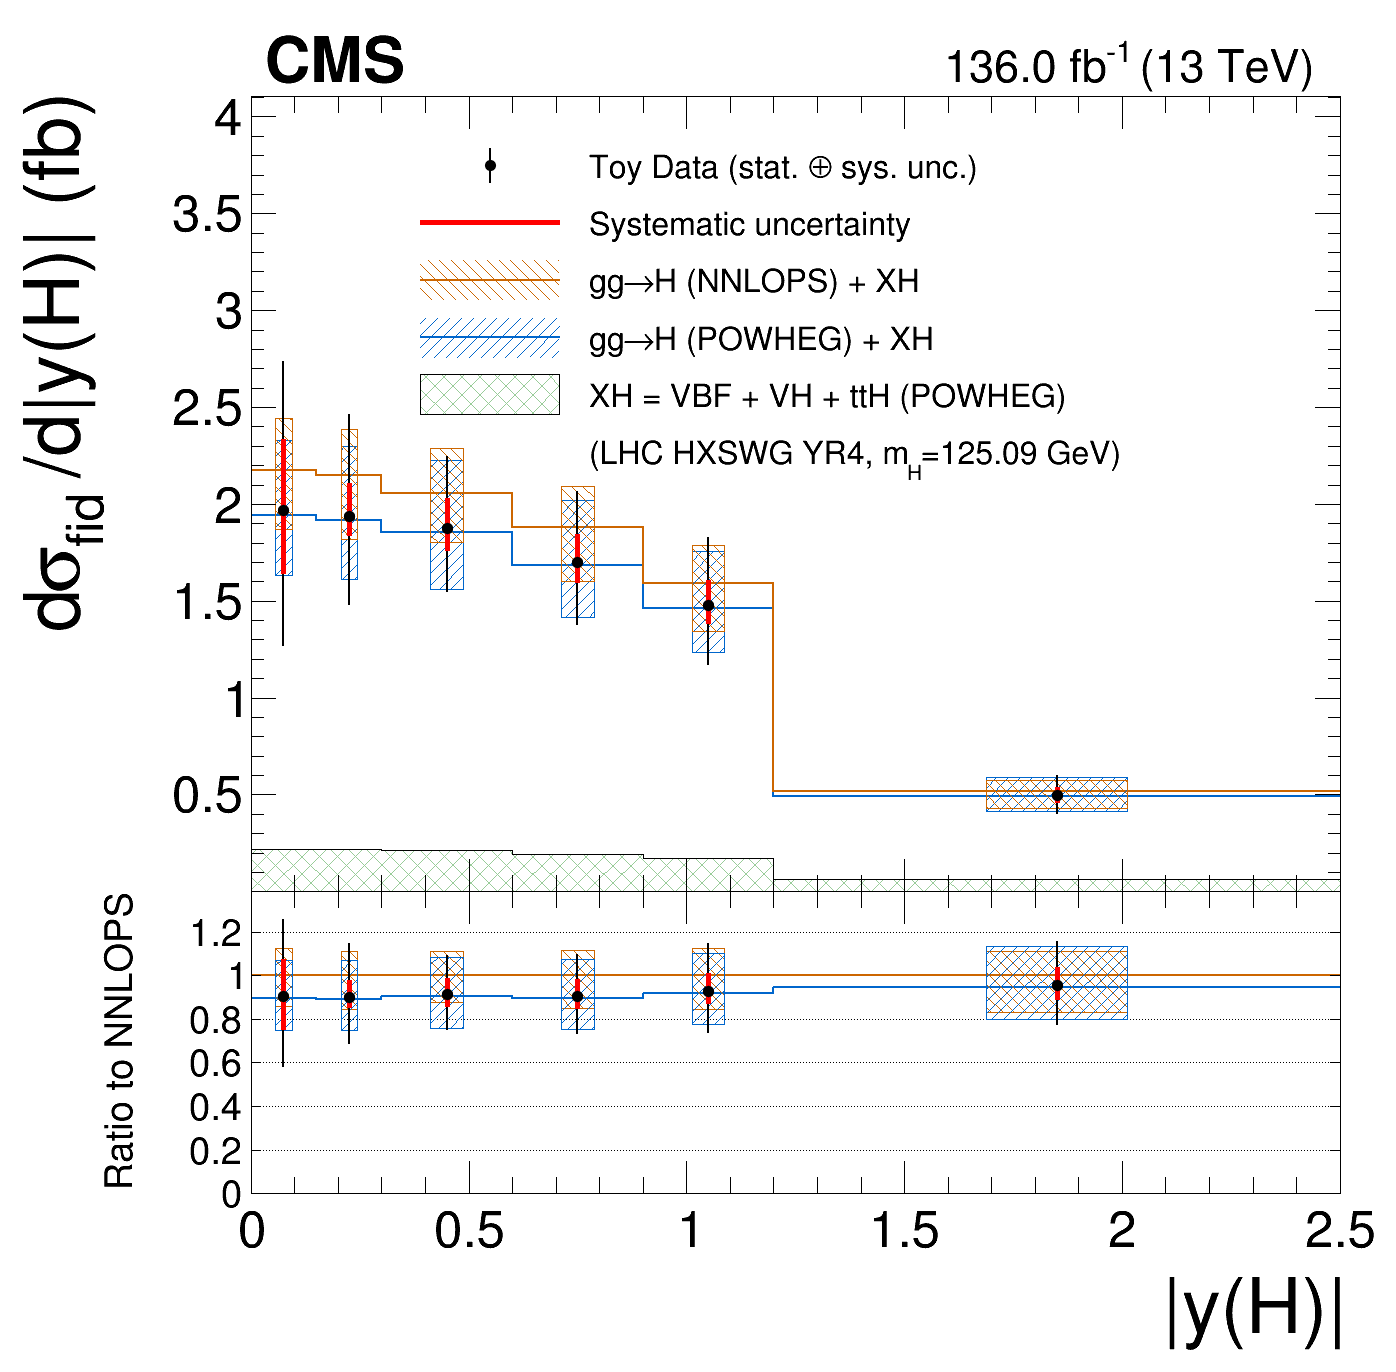 CMS
136.0 fb-1 (13 TeV)
dσfid/d|y(H)| (fb)
4
3.5
3
2.5
2
1.5
1
0.5
Toy Data (stat. ⊕ sys. unc.)
Systematic uncertainty
gg→H (NNLOPS) + XH
gg→H (POWHEG) + XH
XH = VBF + VH + ttH (POWHEG)
(LHC HXSWG YR4, mH=125.09 GeV)
Ratio to NNLOPS
1.2
1
0.8
0.6
0.4
0.2
0
0 0.5 1 1.5 2 2.5
|y(H)|